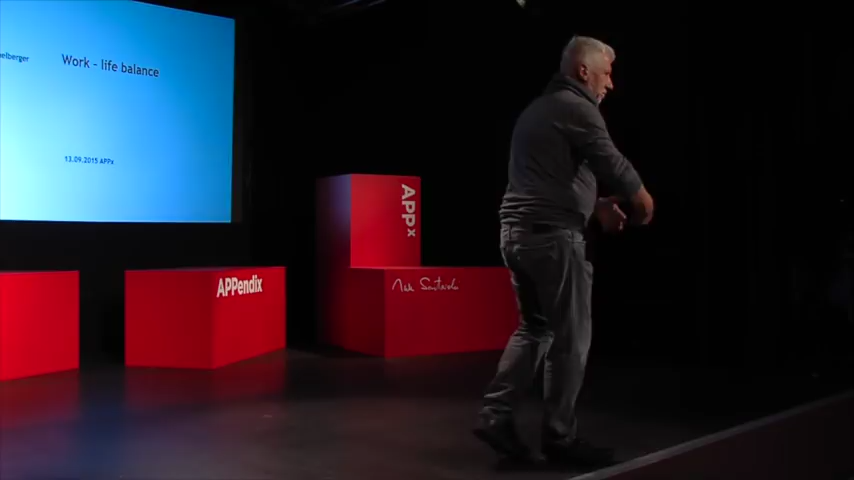 elberger
Work - life balance
13.09.2015 APPx
APPx
APPendix